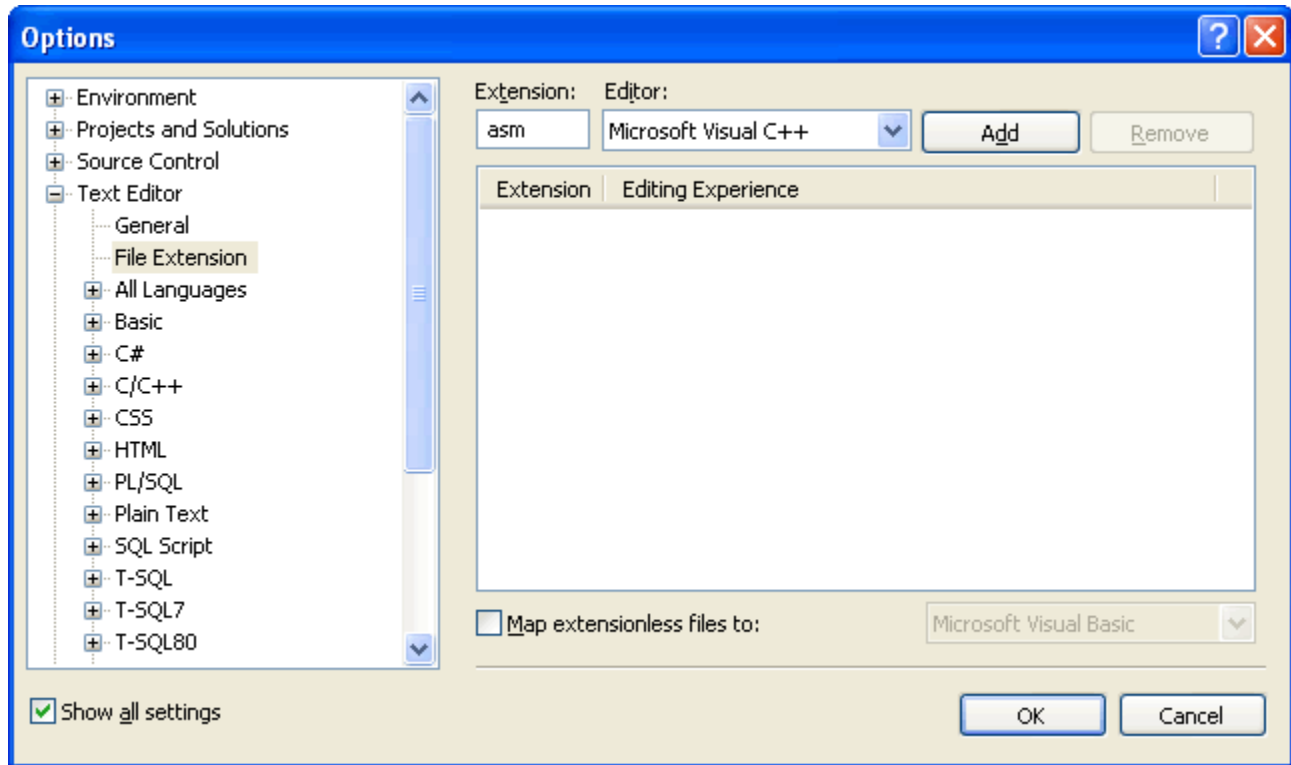 Options
Environment
Projects and Solutions
Source Control
Text Editor
General
File Extension
All Languages
Basic
C#
C/C++
CSS
HTML
PL/SQL
Plain Text
SQL Script
T-SQL
T-SQL7
T-SQL80
Extension: Editor:
asm Microsoft Visual C++ Add Remove
Extension Editing Experience
Map extensionless files to: Microsoft Visual Basic
Show all settings
OK Cancel